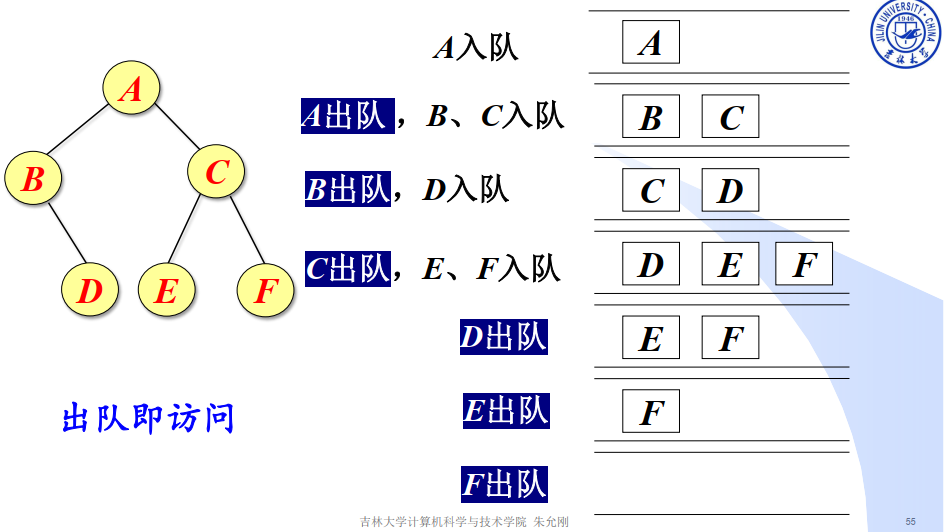 A入队
A
A
A出队，B、C入队
B C
B
C
B出队，D入队
C D
C出队，E、F入队
D E F
D
E
F
D出队
E F
E出队
F
出队即访问
F出队
吉林大学计算机科学与技术学院 朱允刚
55
JILIN UNIVERSITY·CHINA
1946
吉林大学